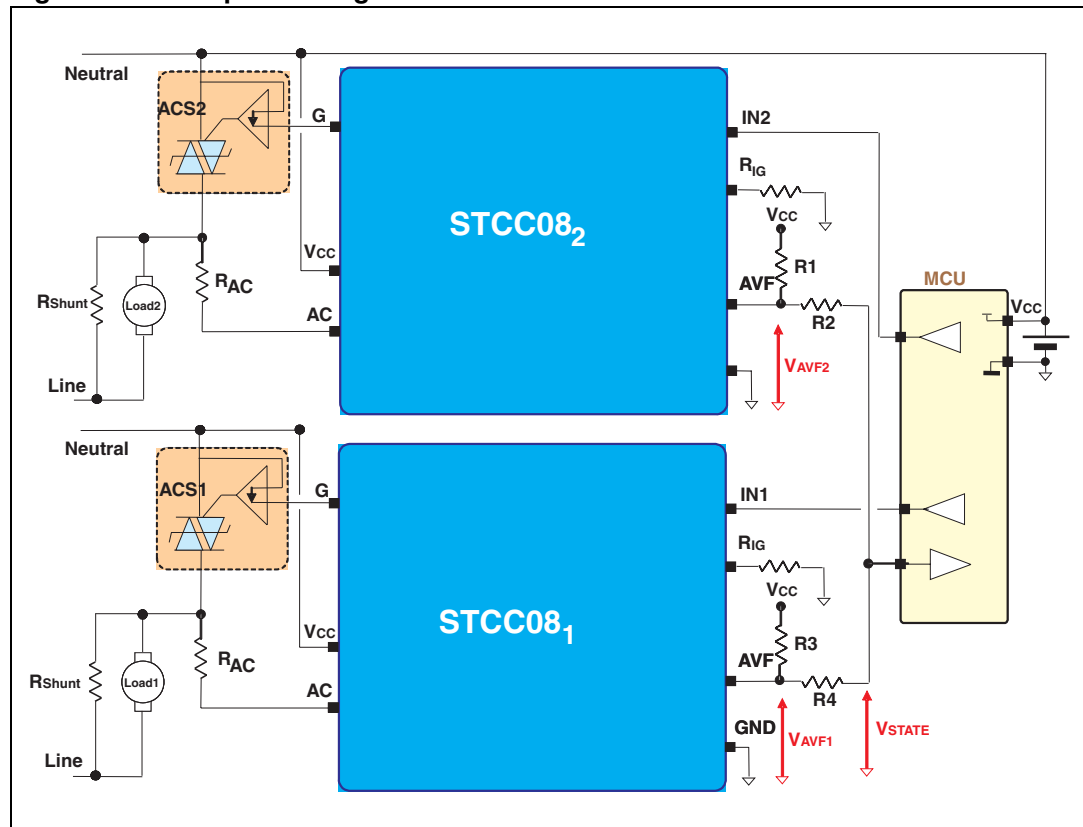 Neutral
ACS2
G
IN2
RIG
VCC
STCC082
R1
VCC
RAC
AVF
R2
MCU
VCC
RShunt
Load2
AC
VAVF2
Line
Neutral
ACS1
G
IN1
RIG
VCC
STCC081
R3
VCC
RAC
AVF
R4
RShunt
Load1
AC
GND
VAVF1
VSTATE
Line